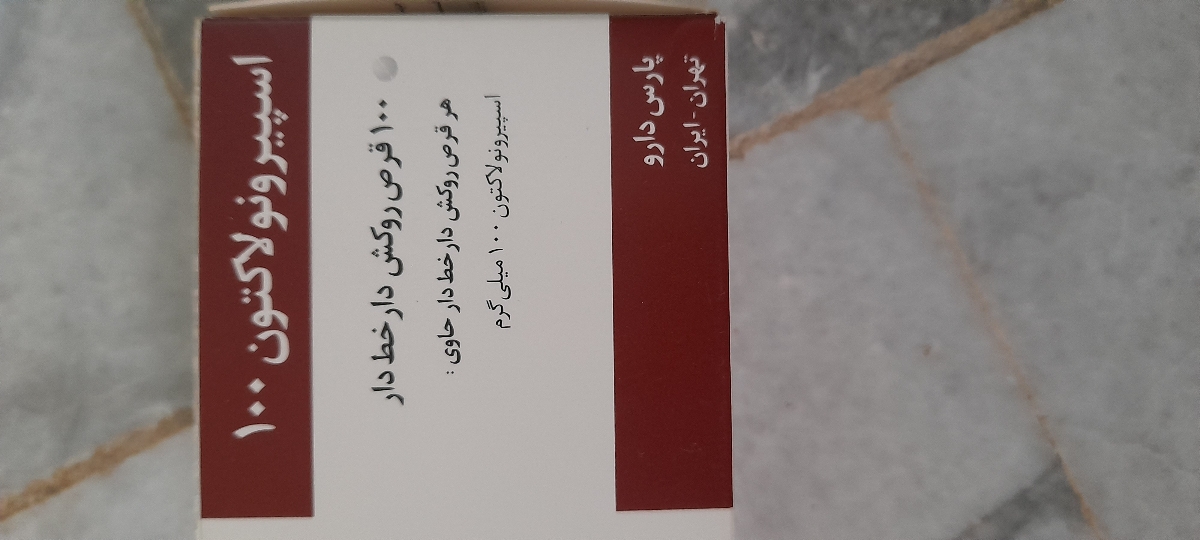 اسپیرونولاکتون ۱۰۰
۱۰۰ قرص روکش دار خط دار
هر قرص روکش دار خط دار حاوی :
اسپیرونولاکتون ۱۰۰ میلی گرم
پارس دارو
تهران - ایران